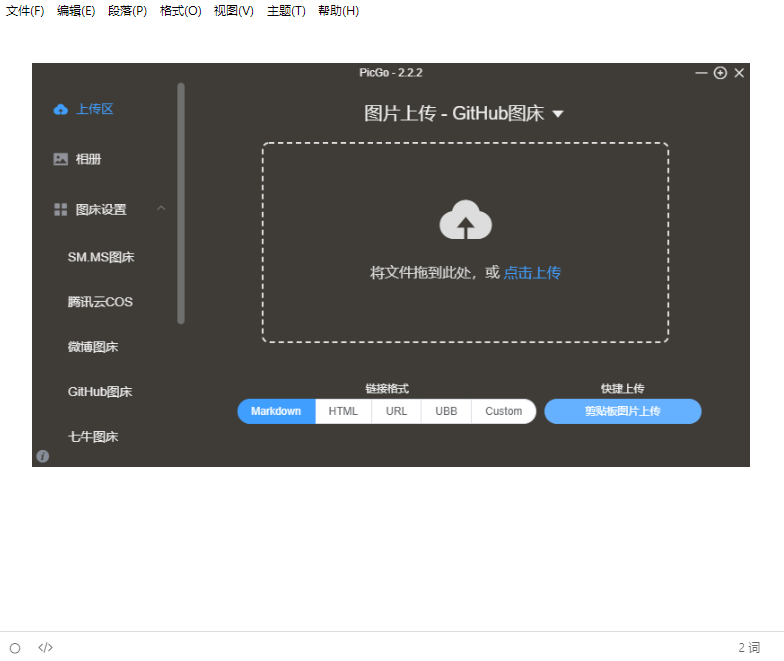 文件(F) 编辑(E) 段落(P) 格式(O) 视图(V) 主题(T) 帮助(H)
PicGo - 2.2.2
上传区
相册
图床设置
SM.MS图床
腾讯云COS
微博图床
GitHub图床
七牛图床
图片上传 - GitHub图床
将文件拖到此处，或 点击上传
链接格式
Markdown HTML URL UBB Custom
快捷上传
剪贴板图片上传
2 词